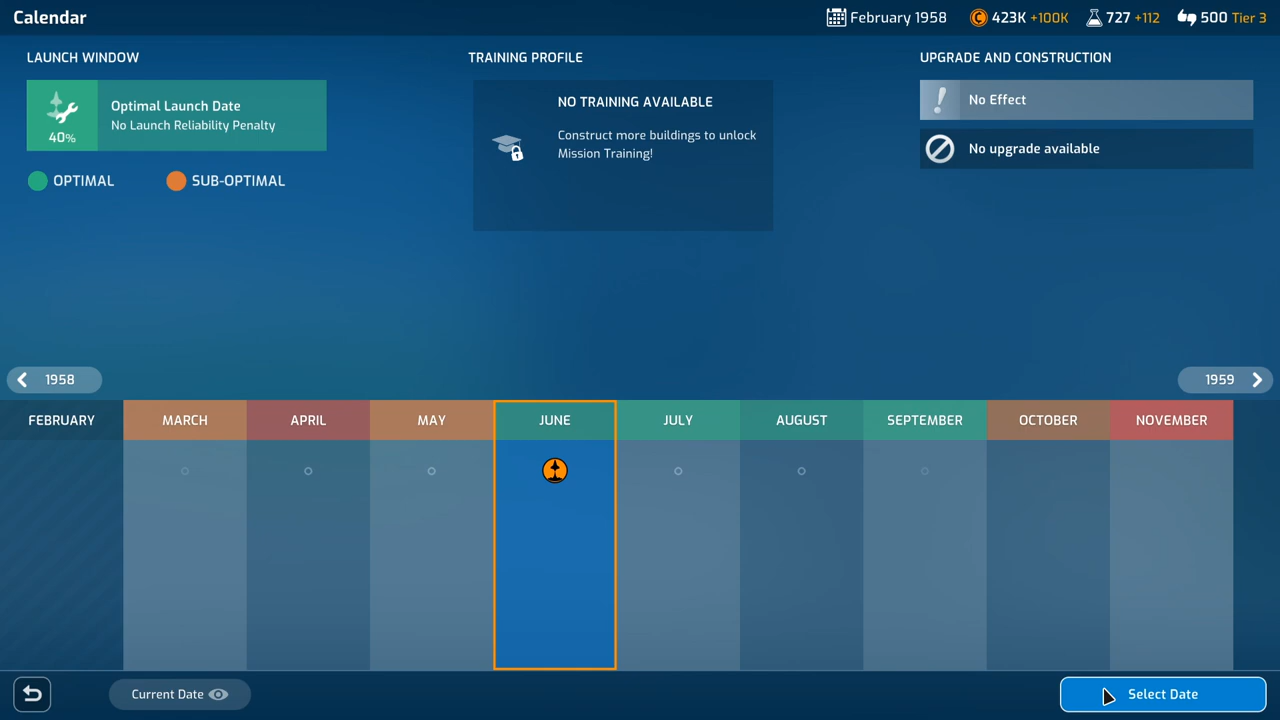 Calendar
February 1958
423K +100K
727 +112
500 Tier 3
LAUNCH WINDOW
40%
Optimal Launch Date
No Launch Reliability Penalty
OPTIMAL
SUB-OPTIMAL
TRAINING PROFILE
NO TRAINING AVAILABLE
Construct more buildings to unlock
Mission Training!
UPGRADE AND CONSTRUCTION
No Effect
No upgrade available
1958
1959
FEBRUARY
MARCH
APRIL
MAY
JUNE
JULY
AUGUST
SEPTEMBER
OCTOBER
NOVEMBER
Current Date
Select Date